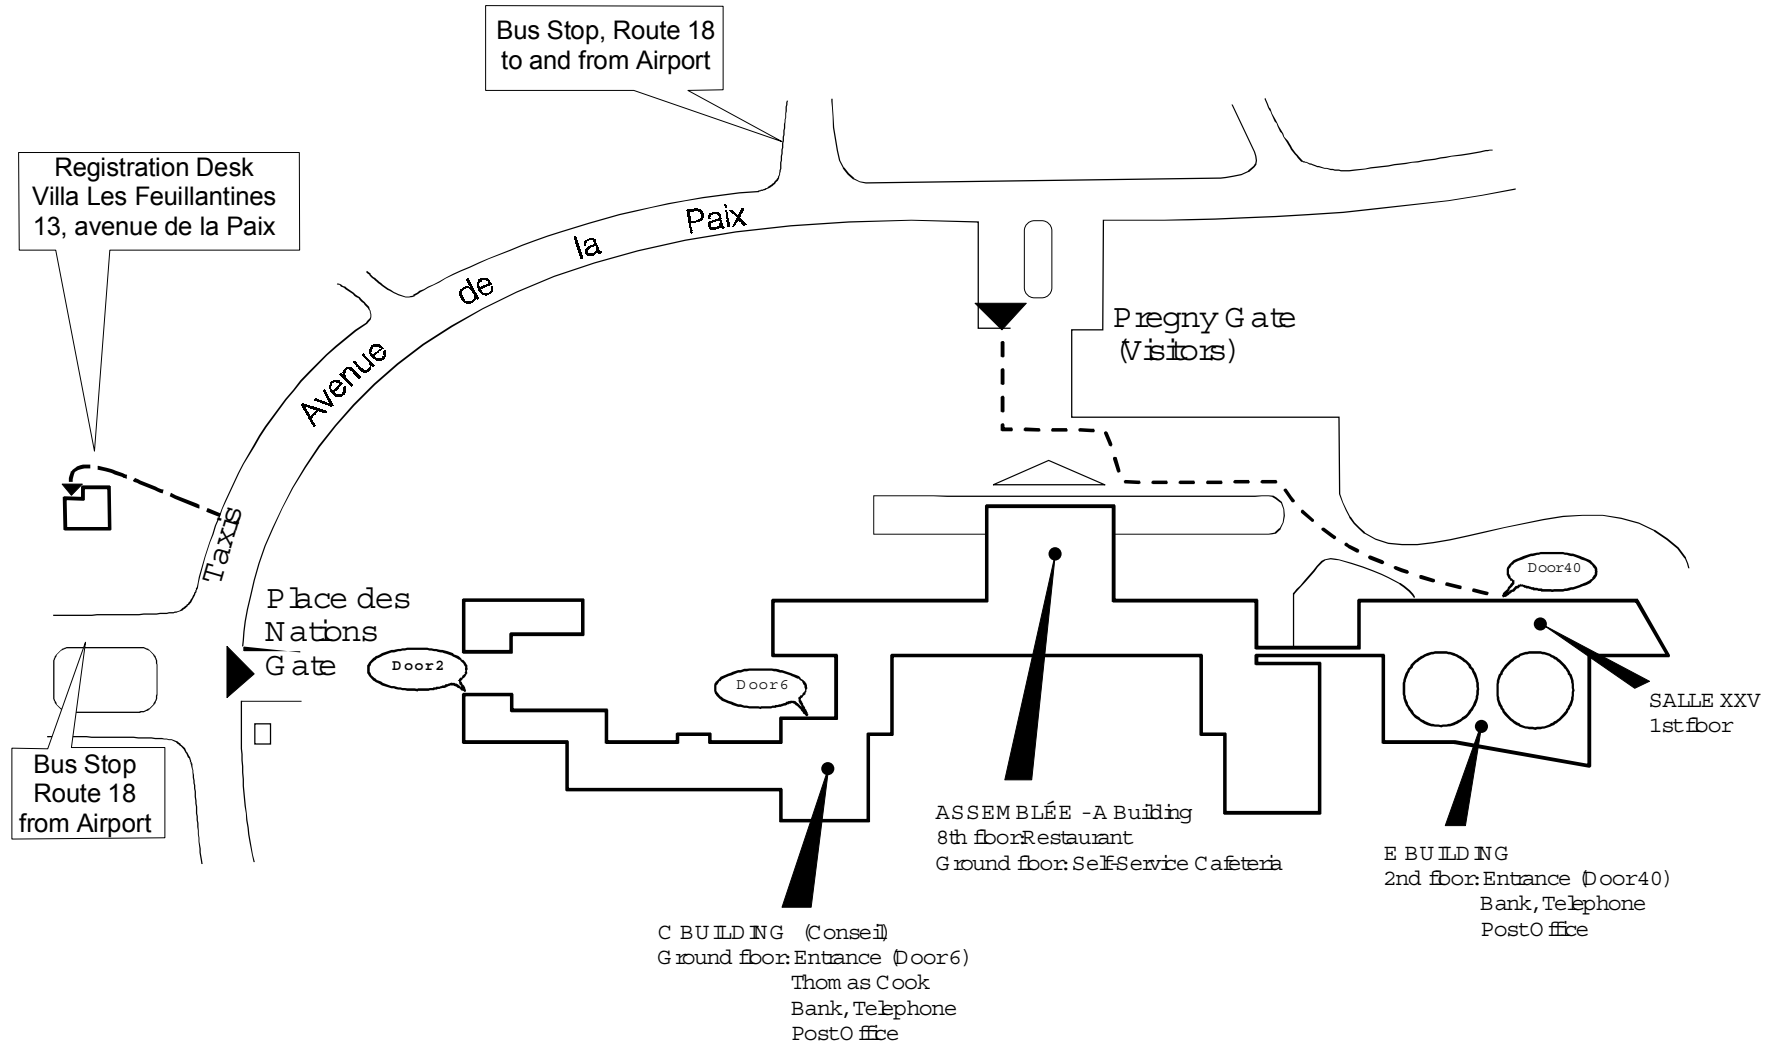 Bus Stop, Route 18
to and from Airport
Registration Desk
Villa Les Feuillantines
13, avenue de la Paix
Avenue de la Paix
Pregny Gate
(Visitors)
Taxis
Place des
Nations
Gate
Door2
Door6
Door40
SALLE XXV
1st floor
Bus Stop
Route 18
from Airport
ASSEMBLÉE - A Building
8th floor:Restaurant
Ground floor: Self-Service Cafeteria
E BUILDING
2nd floor: Entrance (Door40)
Bank, Telephone
Post Office
C BUILDING (Conseil)
Ground floor: Entrance (Door 6)
Thomas Cook
Bank, Telephone
Post Office